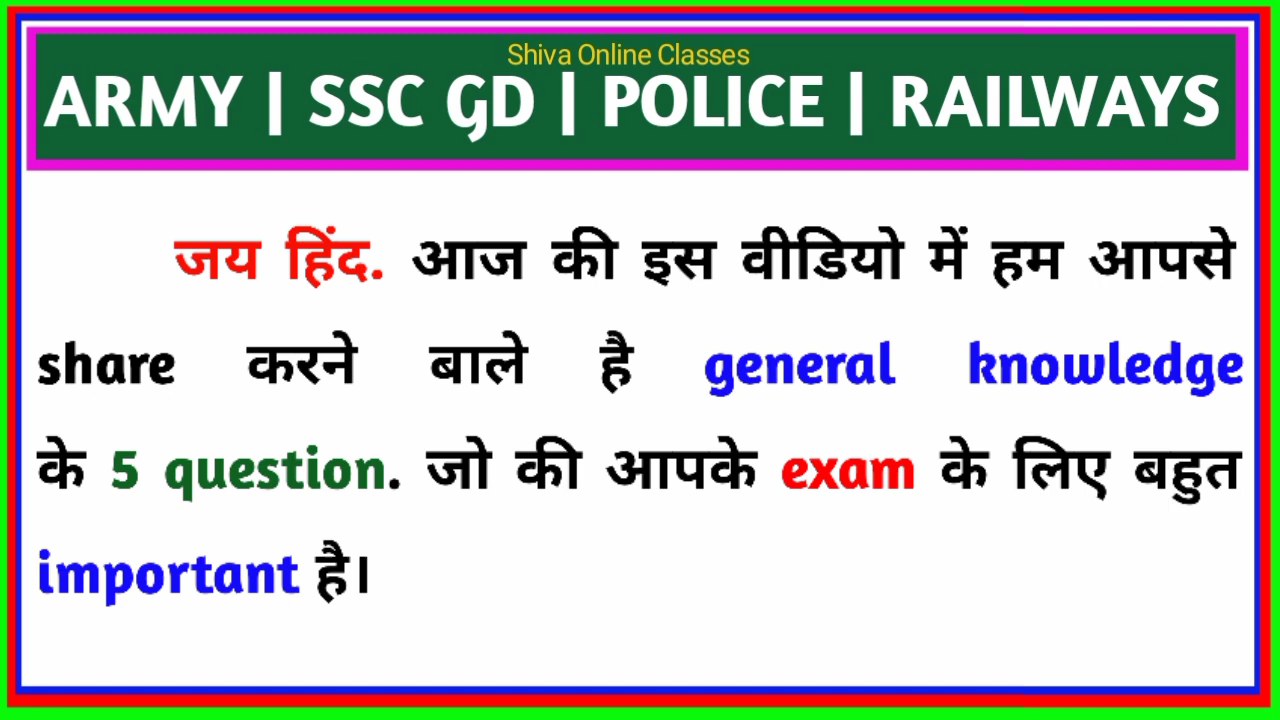 Shiva Online Classes
ARMY | SSC GD | POLICE | RAILWAYS
जय हिंद. आज की इस वीडियो में हम आपसे
share करने बाले है general knowledge
के 5 question. जो की आपके exam के लिए बहुत
important है।